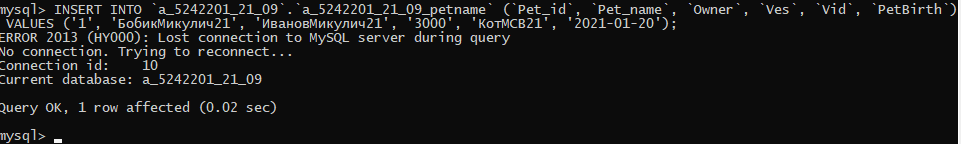 mysql> INSERT INTO `a_5242201_21_09`.`a_5242201_21_09_petname` (`Pet_id`, `Pet_name`, `Owner`, `Ves`, `Vid`, `PetBirth`)
VALUES ('1', 'БобикМикулич21', 'ИвановМикулич21', '3000', 'КотМСВ21', '2021-01-20');
ERROR 2013 (HY000): Lost connection to MySQL server during query
No connection. Trying to reconnect...
Connection id:    10
Current database: a_5242201_21_09
Query OK, 1 row affected (0.02 sec)
mysql>